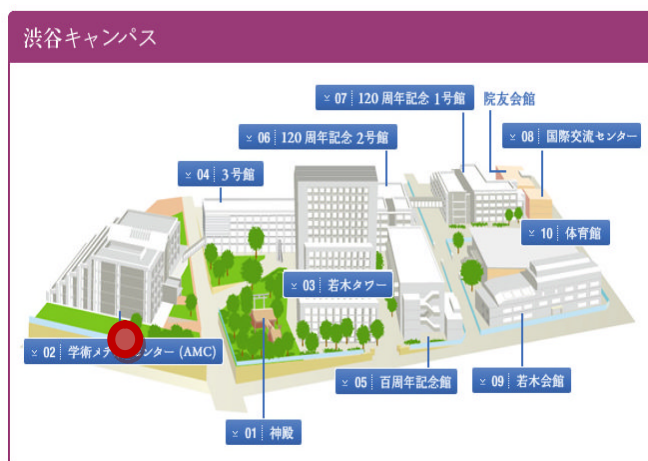 渋谷キャンパス
07 120周年記念 1号館
院友会館
06 120周年記念 2号館
08 国際交流センター
04 3号館
10 体育館
03 若木タワー
02 学術メ センター (AMC)
05 百周年記念館
09 若木会館
01 神殿